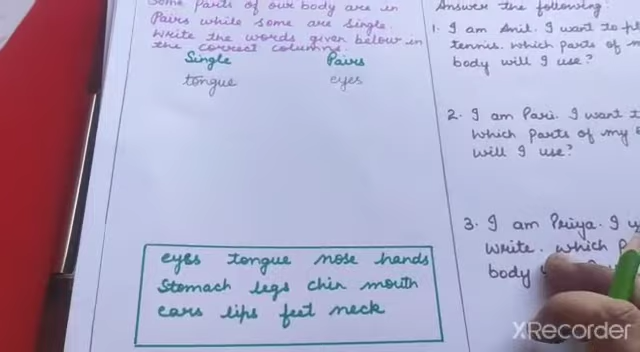 Some Parts of our body are in
Pairs while some are Single.
Write the words given below in
the correct columns.
Single Pairs
tongue eyes
eyes tongue nose hands
Stomach legs chin mouth
ears lips feet neck
Answer the following:
1. I am Anil. I want to
tennis. which parts of
body will I use?
2. I am Pari. I want
which parts of my
will I use?
3. I am Priya. I
write. which
body
XRecorder